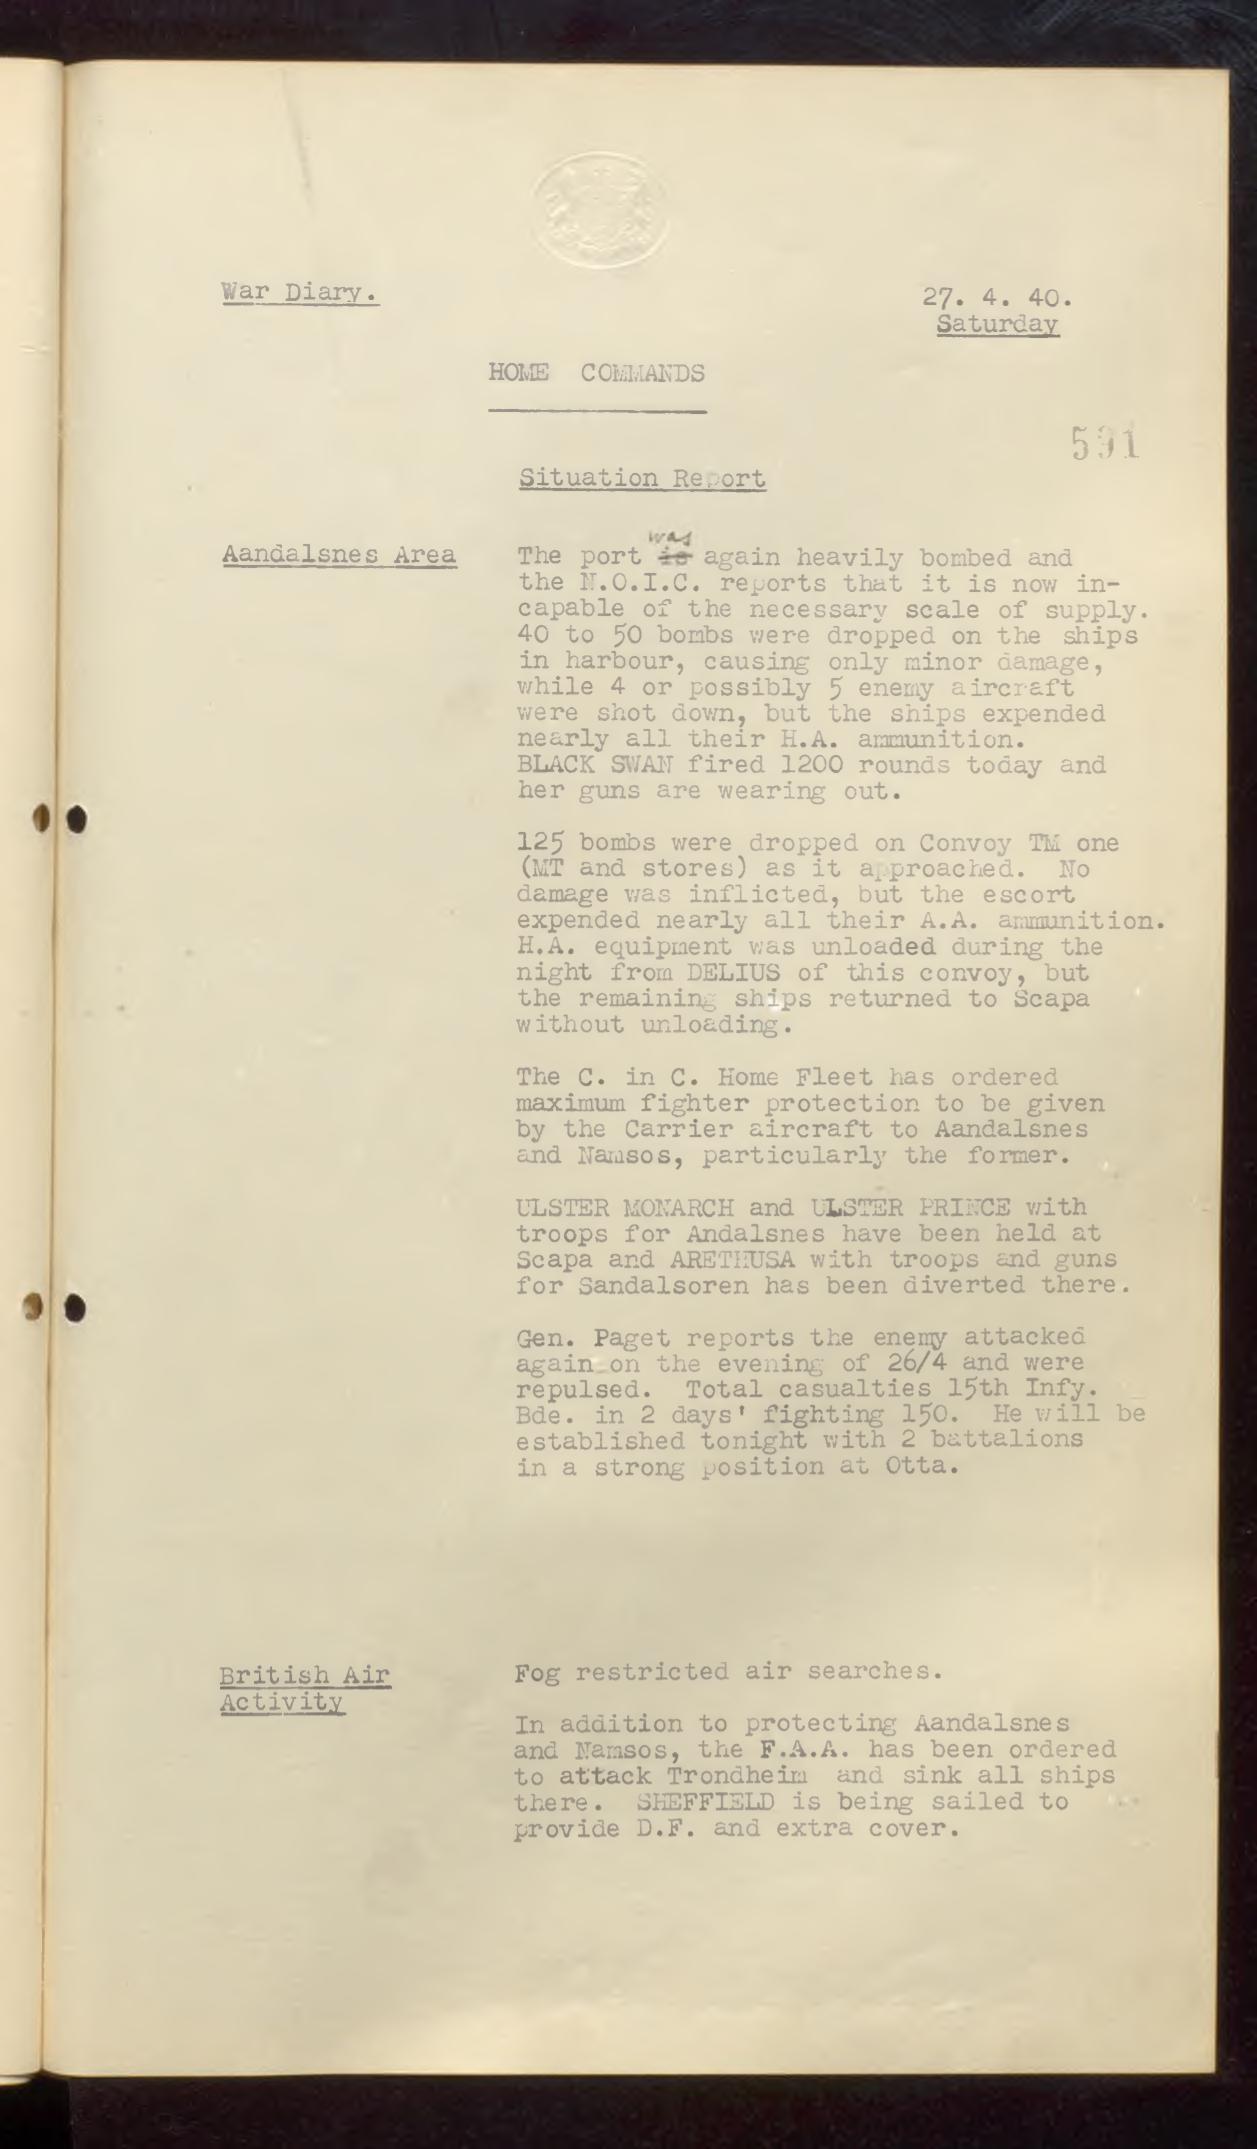 War Diary.
27. 4. 40.
Saturday
HOME COMMANDS
591
Situation Report
Aandalsnes Area
was
The port is again heavily bombed and
the N.O.I.C. reports that it is now in-
capable of the necessary scale of supply.
40 to 50 bombs were dropped on the ships
in harbour, causing only minor damage,
while 4 or possibly 5 enemy aircraft
were shot down, but the ships expended
nearly all their H.A. ammunition.
BLACK SWAN fired 1200 rounds today and
her guns are wearing out.
125 bombs were dropped on Convoy TM one
(MT and stores) as it approached. No
damage was inflicted, but the escort
expended nearly all their A.A. ammunition.
H.A. equipment was unloaded during the
night from DELIUS of this convoy, but
the remaining ships returned to Scapa
without unloading.
The C. in C. Home Fleet has ordered
maximum fighter protection to be given
by the Carrier aircraft to Aandalsnes
and Namsos, particularly the former.
ULSTER MONARCH and ULSTER PRINCE with
troops for Andalsnes have been held at
Scapa and ARETHUSA with troops and guns
for Sandalsoren has been diverted there.
Gen. Paget reports the enemy attacked
again on the evening of 26/4 and were
repulsed. Total casualties 15th Infy.
Bde. in 2 days' fighting 150. He will be
established tonight with 2 battalions
in a strong position at Otta.
British Air
Activity
Fog restricted air searches.
In addition to protecting Aandalsnes
and Namsos, the F.A.A. has been ordered
to attack Trondheim and sink all ships
there. SHEFFIELD is being sailed to
provide D.F. and extra cover.